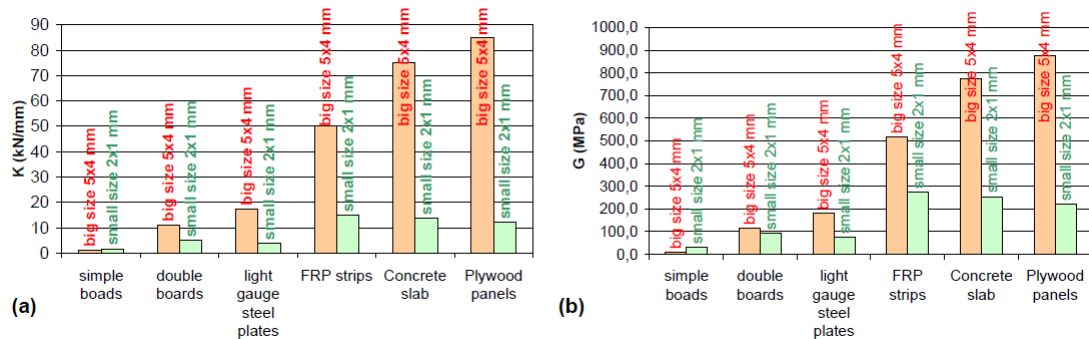 90
80
70
60
50
40
30
20
10
0
K (kN/mm)
big size 5x4 mm
small size 2x1 mm
big size 5x4 mm
small size 2x1 mm
big size 5x4 mm
small size 2x1 mm
big size 5x4 mm
small size 2x1 mm
big size 5x4 mm
small size 2x1 mm
big size 5x4 mm
small size 2x1 mm
simple
boads
double
boards
light
gauge
steel
plates
FRP strips
Concrete
slab
Plywood
panels
(a)
1000,0
900,0
800,0
700,0
600,0
500,0
400,0
300,0
200,0
100,0
0,0
G (MPa)
big size 5x4 mm
small size 2x1 mm
big size 5x4 mm
small size 2x1 mm
big size 5x4 mm
small size 2x1 mm
big size 5x4 mm
small size 2x1 mm
big size 5x4 mm
small size 2x1 mm
big size 5x4 mm
small size 2x1 mm
simple
boads
double
boards
light
gauge
steel
plates
FRP
strips
Concrete
slab
Plywood
panels
(b)